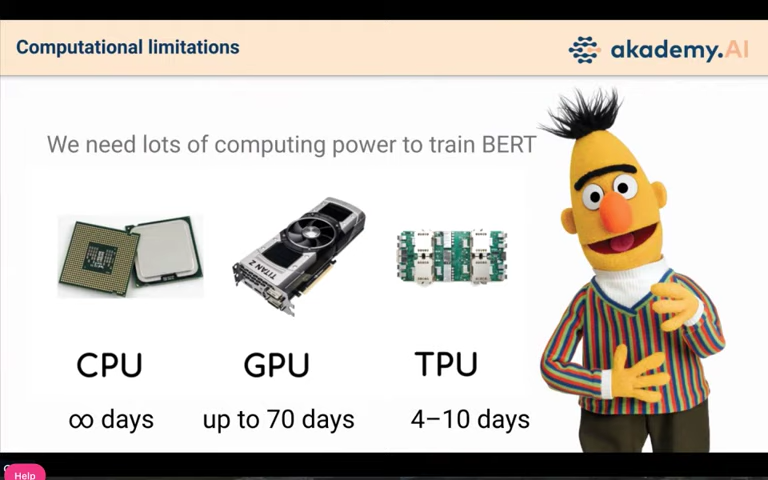 Computational limitations
akademy.AI
We need lots of computing power to train BERT
TITAN Z
CPU
GPU
TPU
∞ days
up to 70 days
4–10 days
Help